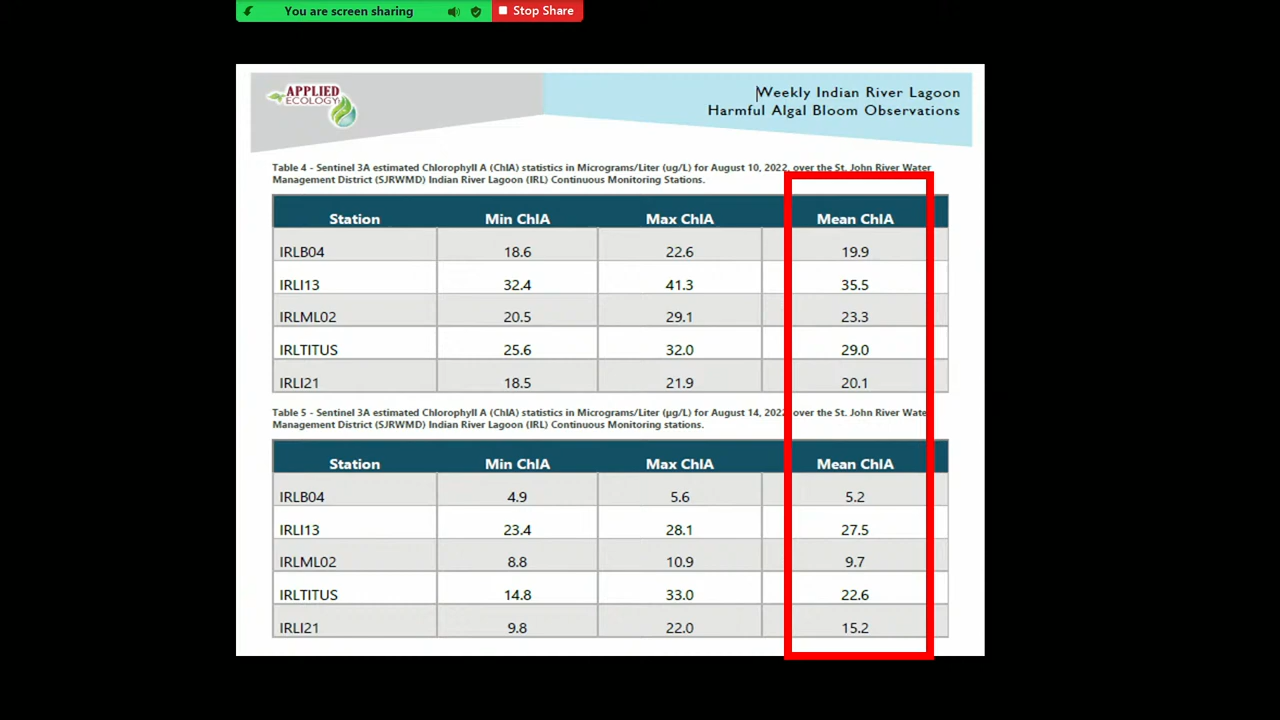 You are screen sharing Stop Share
APPLIED
ECOLOGY
Weekly Indian River Lagoon
Harmful Algal Bloom Observations
Table 4 - Sentinel 3A estimated Chlorophyll A (ChlA) statistics in Micrograms/Liter (ug/L) for August 10, 2022, over the St. John River Water
Management District (SJRWMD) Indian River Lagoon (IRL) Continuous Monitoring Stations.
Station Min ChlA Max ChlA Mean ChlA
IRLB04 18.6 22.6 19.9
IRLI13 32.4 41.3 35.5
IRLML02 20.5 29.1 23.3
IRLTITUS 25.6 32.0 29.0
IRLI21 18.5 21.9 20.1
Table 5 - Sentinel 3A estimated Chlorophyll A (ChlA) statistics in Micrograms/Liter (µg/L) for August 14, 2022, over the St. John River Water
Management District (SJRWMD) Indian River Lagoon (IRL) Continuous Monitoring stations.
Station Min ChlA Max ChlA Mean ChlA
IRLB04 4.9 5.6 5.2
IRLI13 23.4 28.1 27.5
IRLML02 8.8 10.9 9.7
IRLTITUS 14.8 33.0 22.6
IRLI21 9.8 22.0 15.2